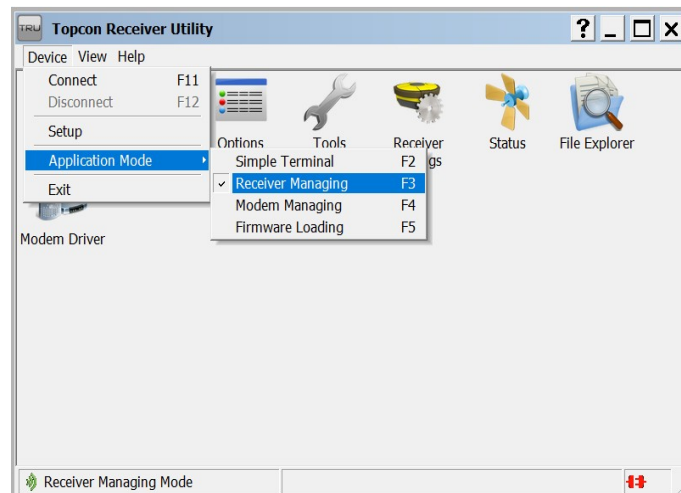 TRU Topcon Receiver Utility
Device View Help
Connect F11
Disconnect F12
Setup
Application Mode
Exit
Simple Terminal F2
Receiver Managing F3
Modem Managing F4
Firmware Loading F5
Options
Tools
Receiver
gs
Status
File Explorer
Modem Driver
Receiver Managing Mode